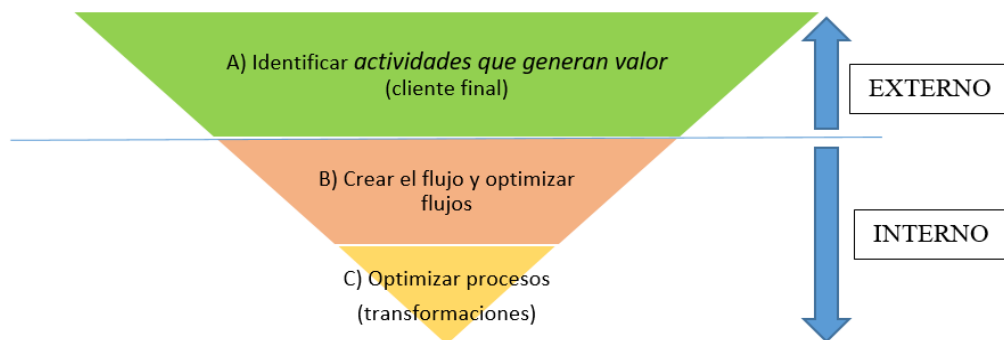 A) Identificar actividades que generan valor
(cliente final)
EXTERNO
B) Crear el flujo y optimizar
flujos
INTERNO
C) Optimizar procesos
(transformaciones)